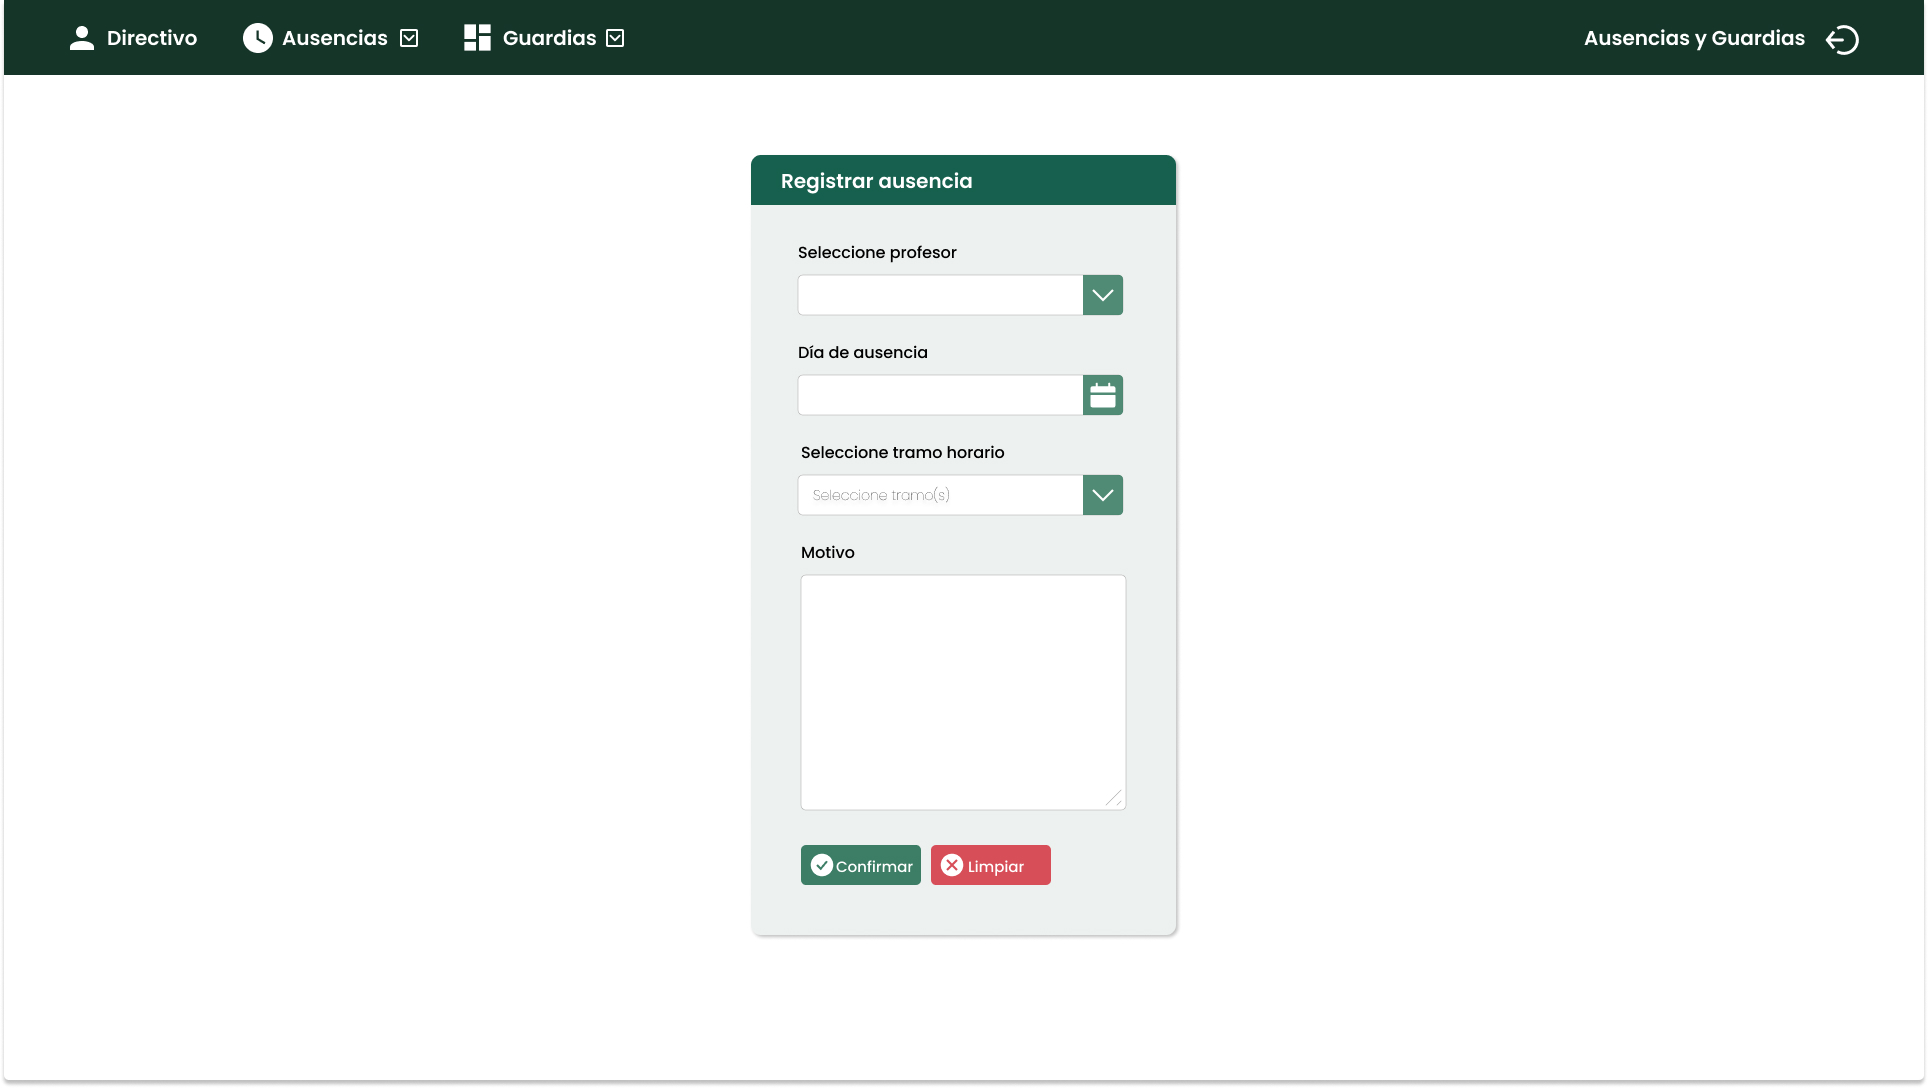 Directivo Ausencias Guardias Ausencias y Guardias
Registrar ausencia
Seleccione profesor
Día de ausencia
Seleccione tramo horario
Seleccione tramo(s)
Motivo
Confirmar Limpiar